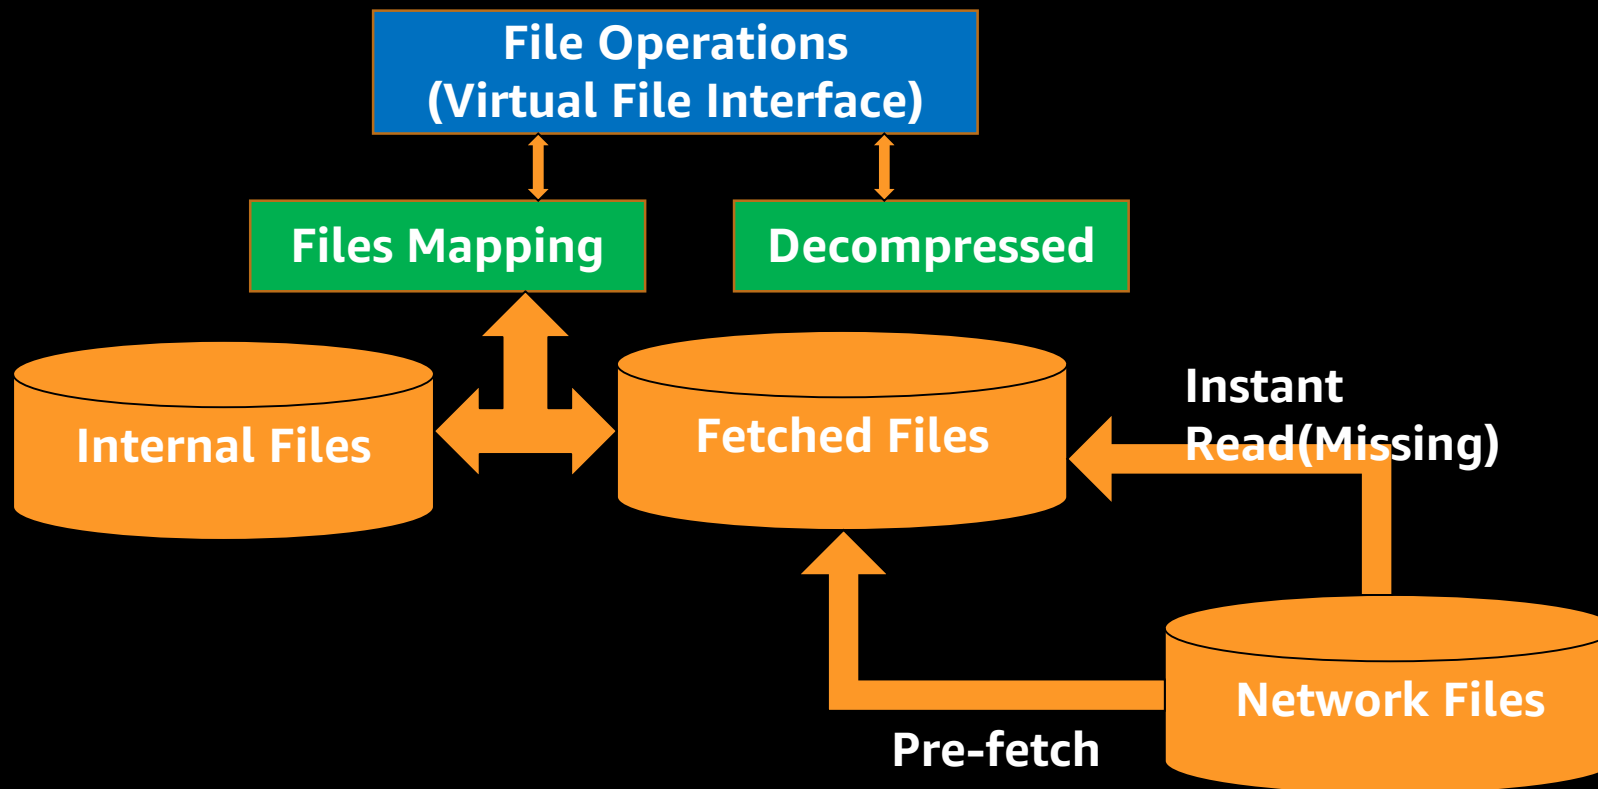 File Operations
(Virtual File Interface)
Files Mapping
Decompressed
Instant
Read(Missing)
Internal Files
Fetched Files
Network Files
Pre-fetch